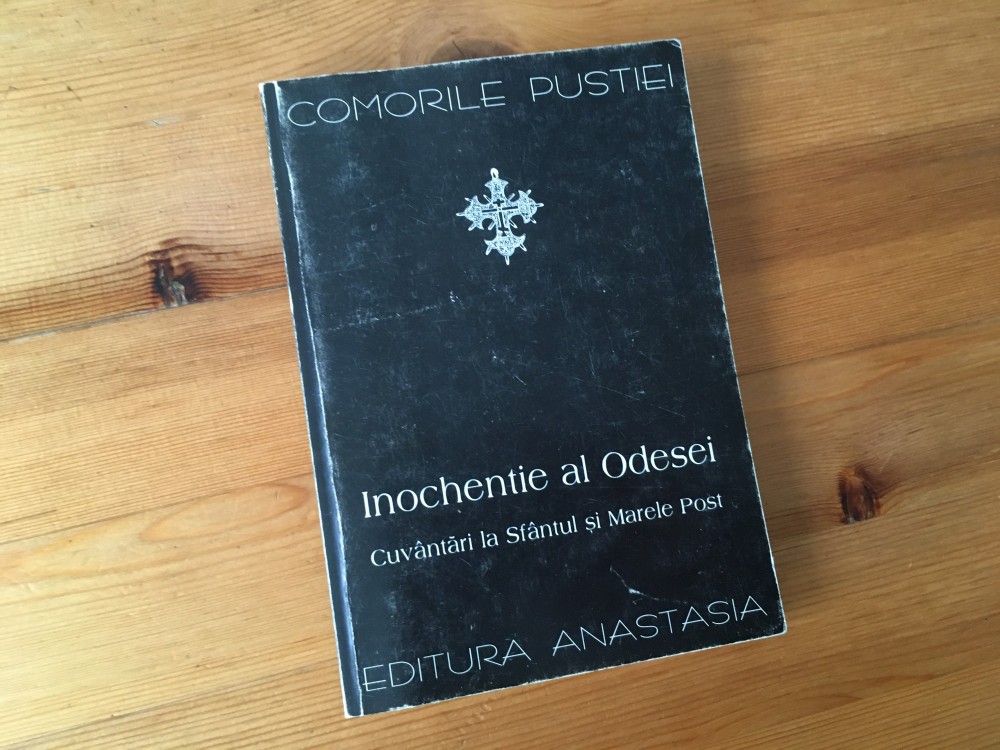 COMORILE PUSTIEI
Inochentie al Odesei
Cuvântări la Sfântul și Marele Post
EDITURA ANASTASIA